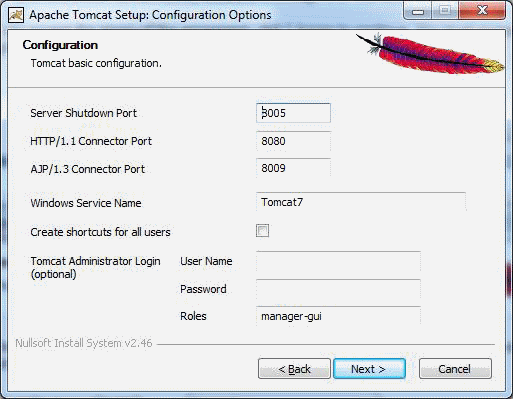 Apache Tomcat Setup: Configuration Options
Configuration
Tomcat basic configuration.
Server Shutdown Port 8005
HTTP/1.1 Connector Port 8080
AJP/1.3 Connector Port 8009
Windows Service Name Tomcat7
Create shortcuts for all users
Tomcat Administrator Login User Name
(optional)
Password
Roles manager-gui
Nullsoft Install System v2.46
< Back Next > Cancel